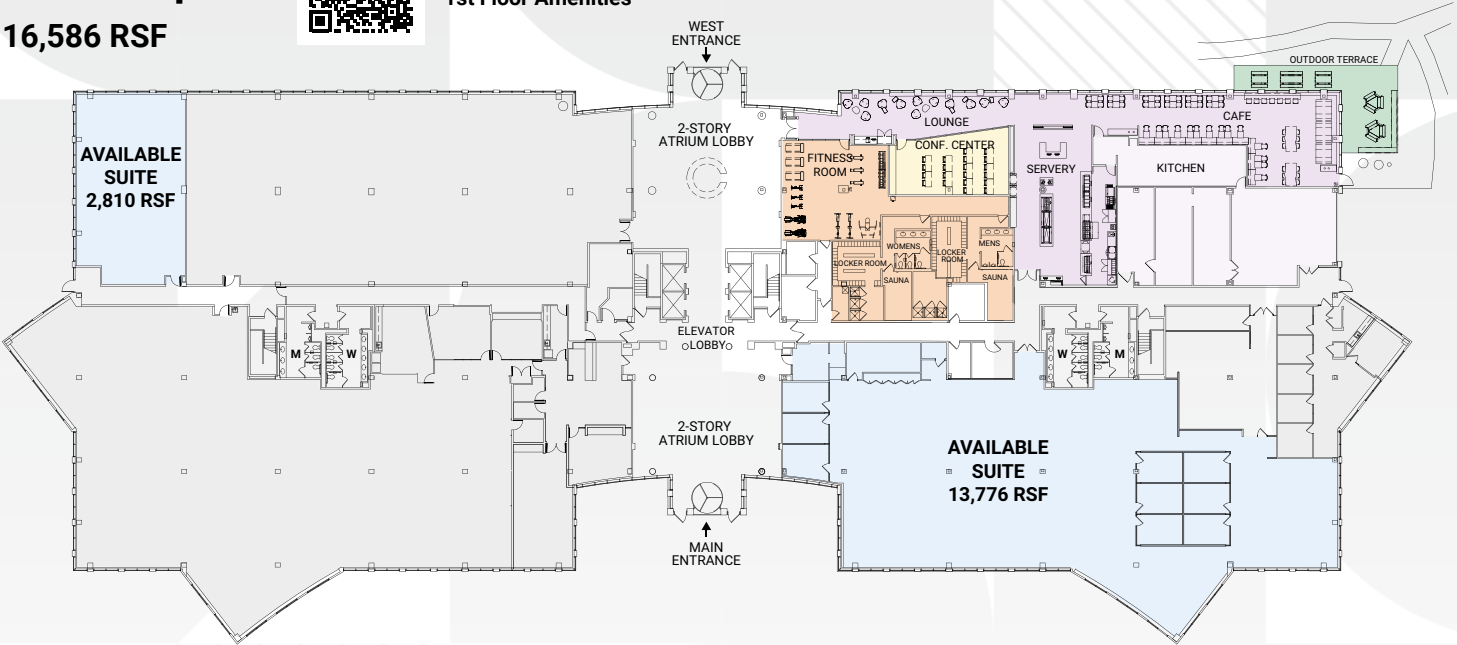 1st Floor Amenities
16,586 RSF
WEST
ENTRANCE
OUTDOOR TERRACE
LOUNGE
CAFE
2-STORY
ATRIUM LOBBY
AVAILABLE
SUITE
2,810 RSF
FITNESS
ROOM
CONF. CENTER
SERVERY
KITCHEN
WOMENS
MENS
LOCKER ROOM
LOCKER
ROOM
SAUNA
SAUNA
ELEVATOR
LOBBY
M
W
W
M
2-STORY
ATRIUM LOBBY
AVAILABLE
SUITE
13,776 RSF
MAIN
ENTRANCE